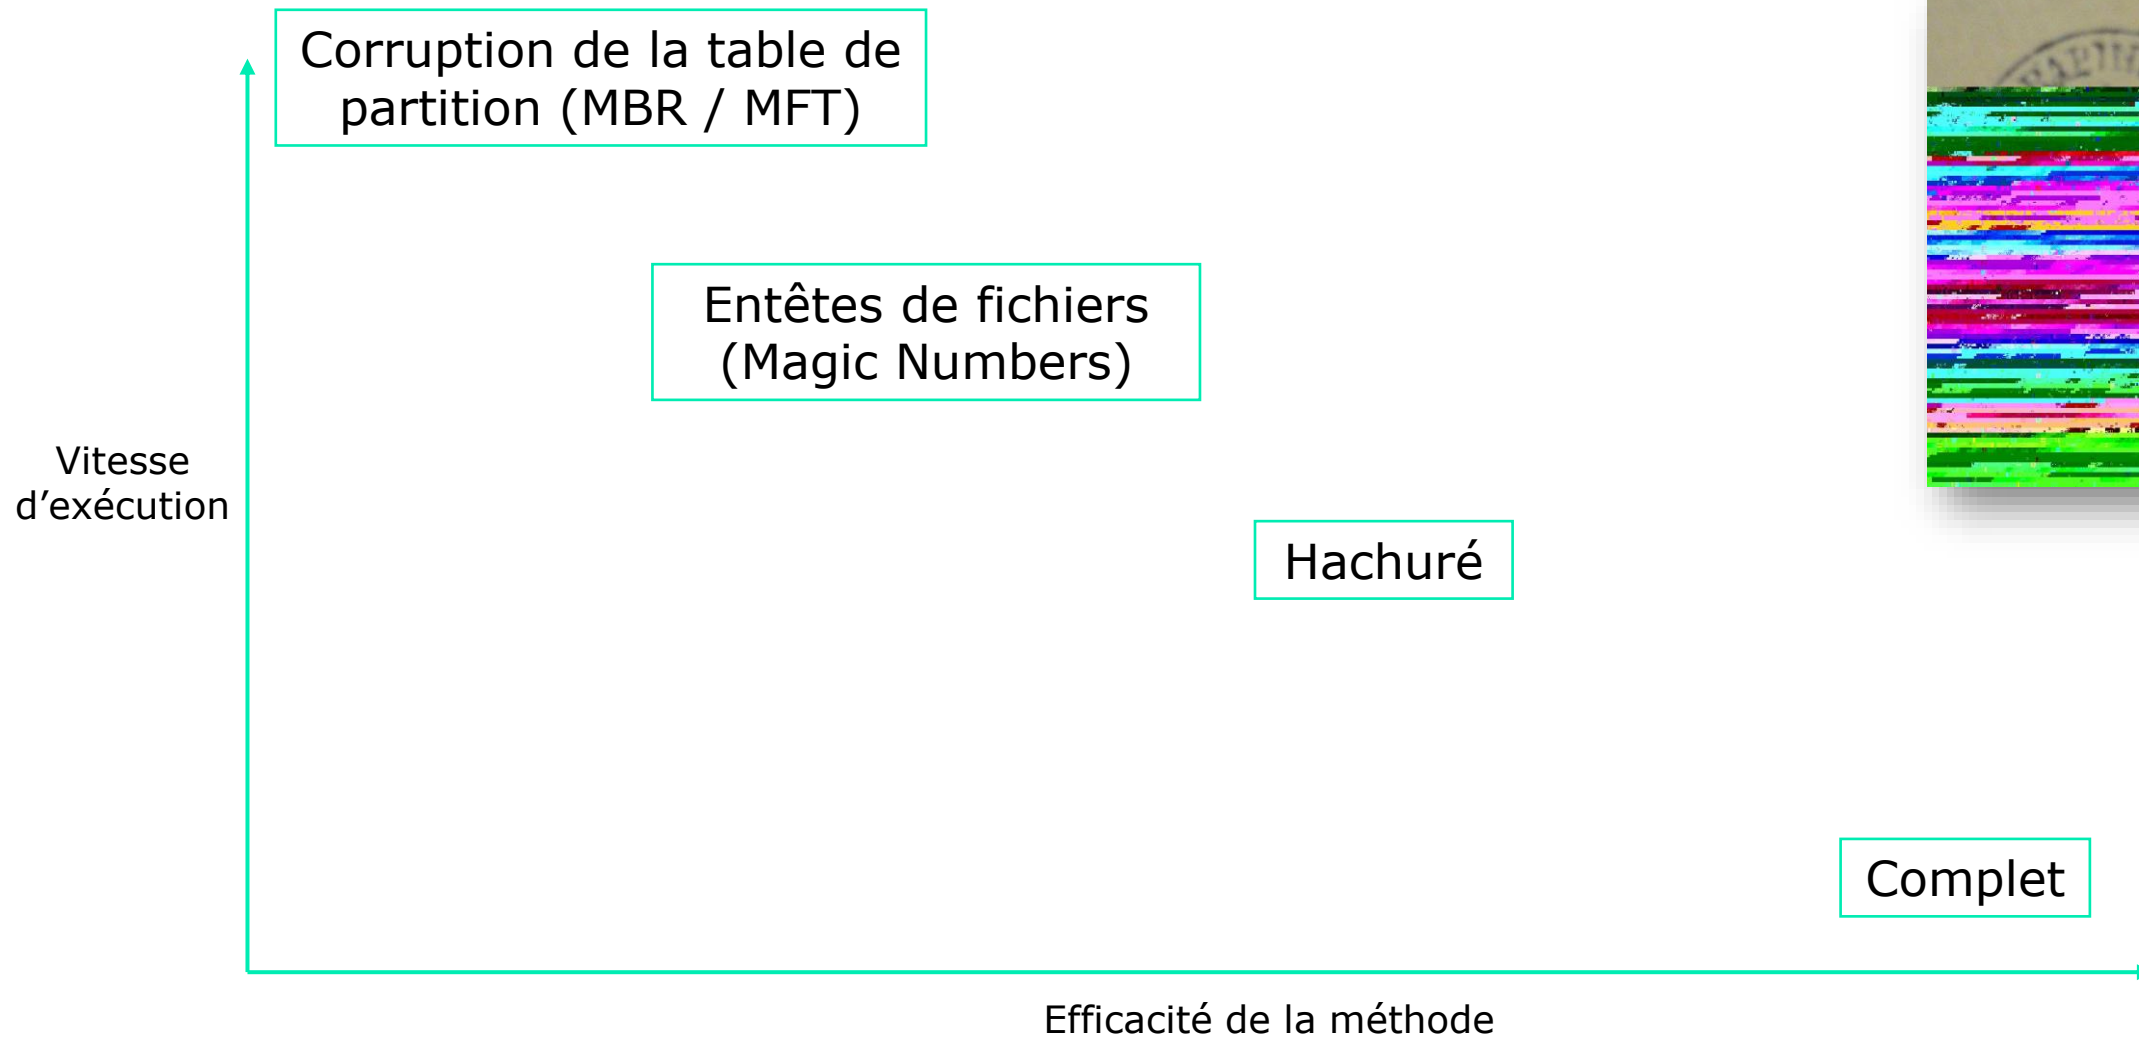 Corruption de la table de
partition (MBR / MFT)
Entêtes de fichiers
(Magic Numbers)
Vitesse
d’exécution
Hachuré
Complet
Efficacité de la méthode